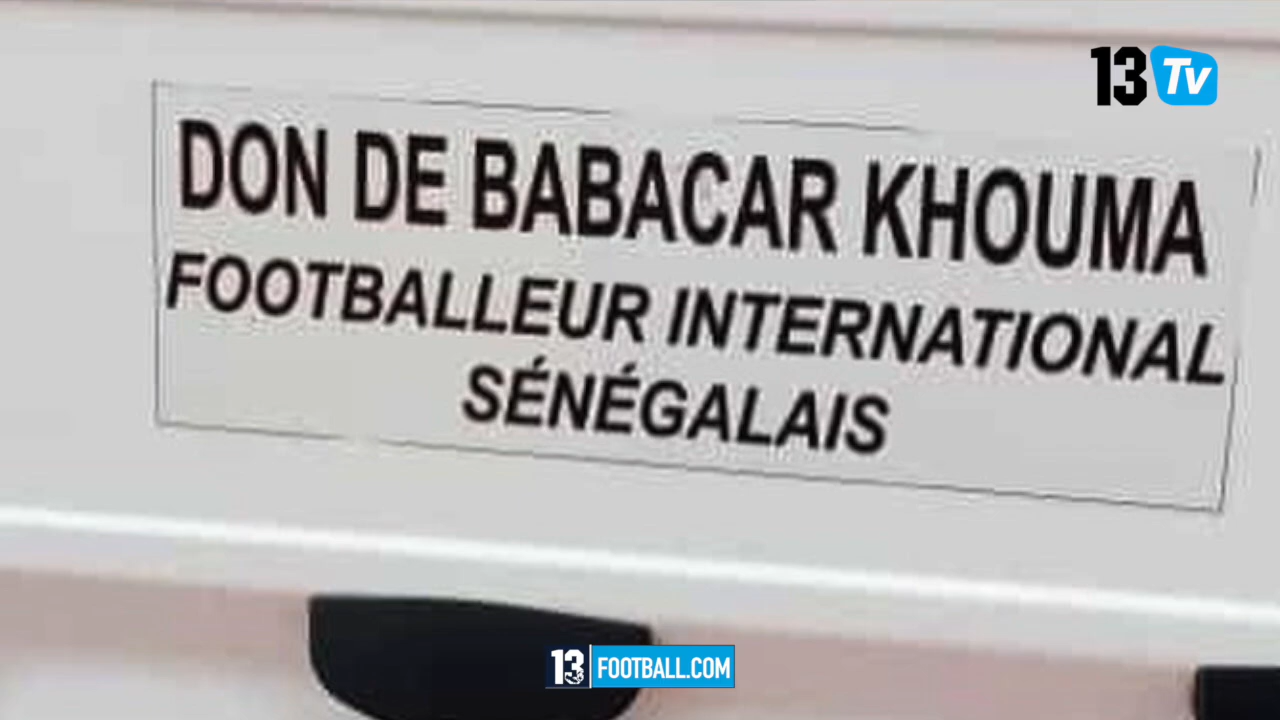 13 Tv
DON DE BABACAR KHOUMA
FOOTBALLEUR INTERNATIONAL
SÉNÉGALAIS
13 FOOTBALL.COM